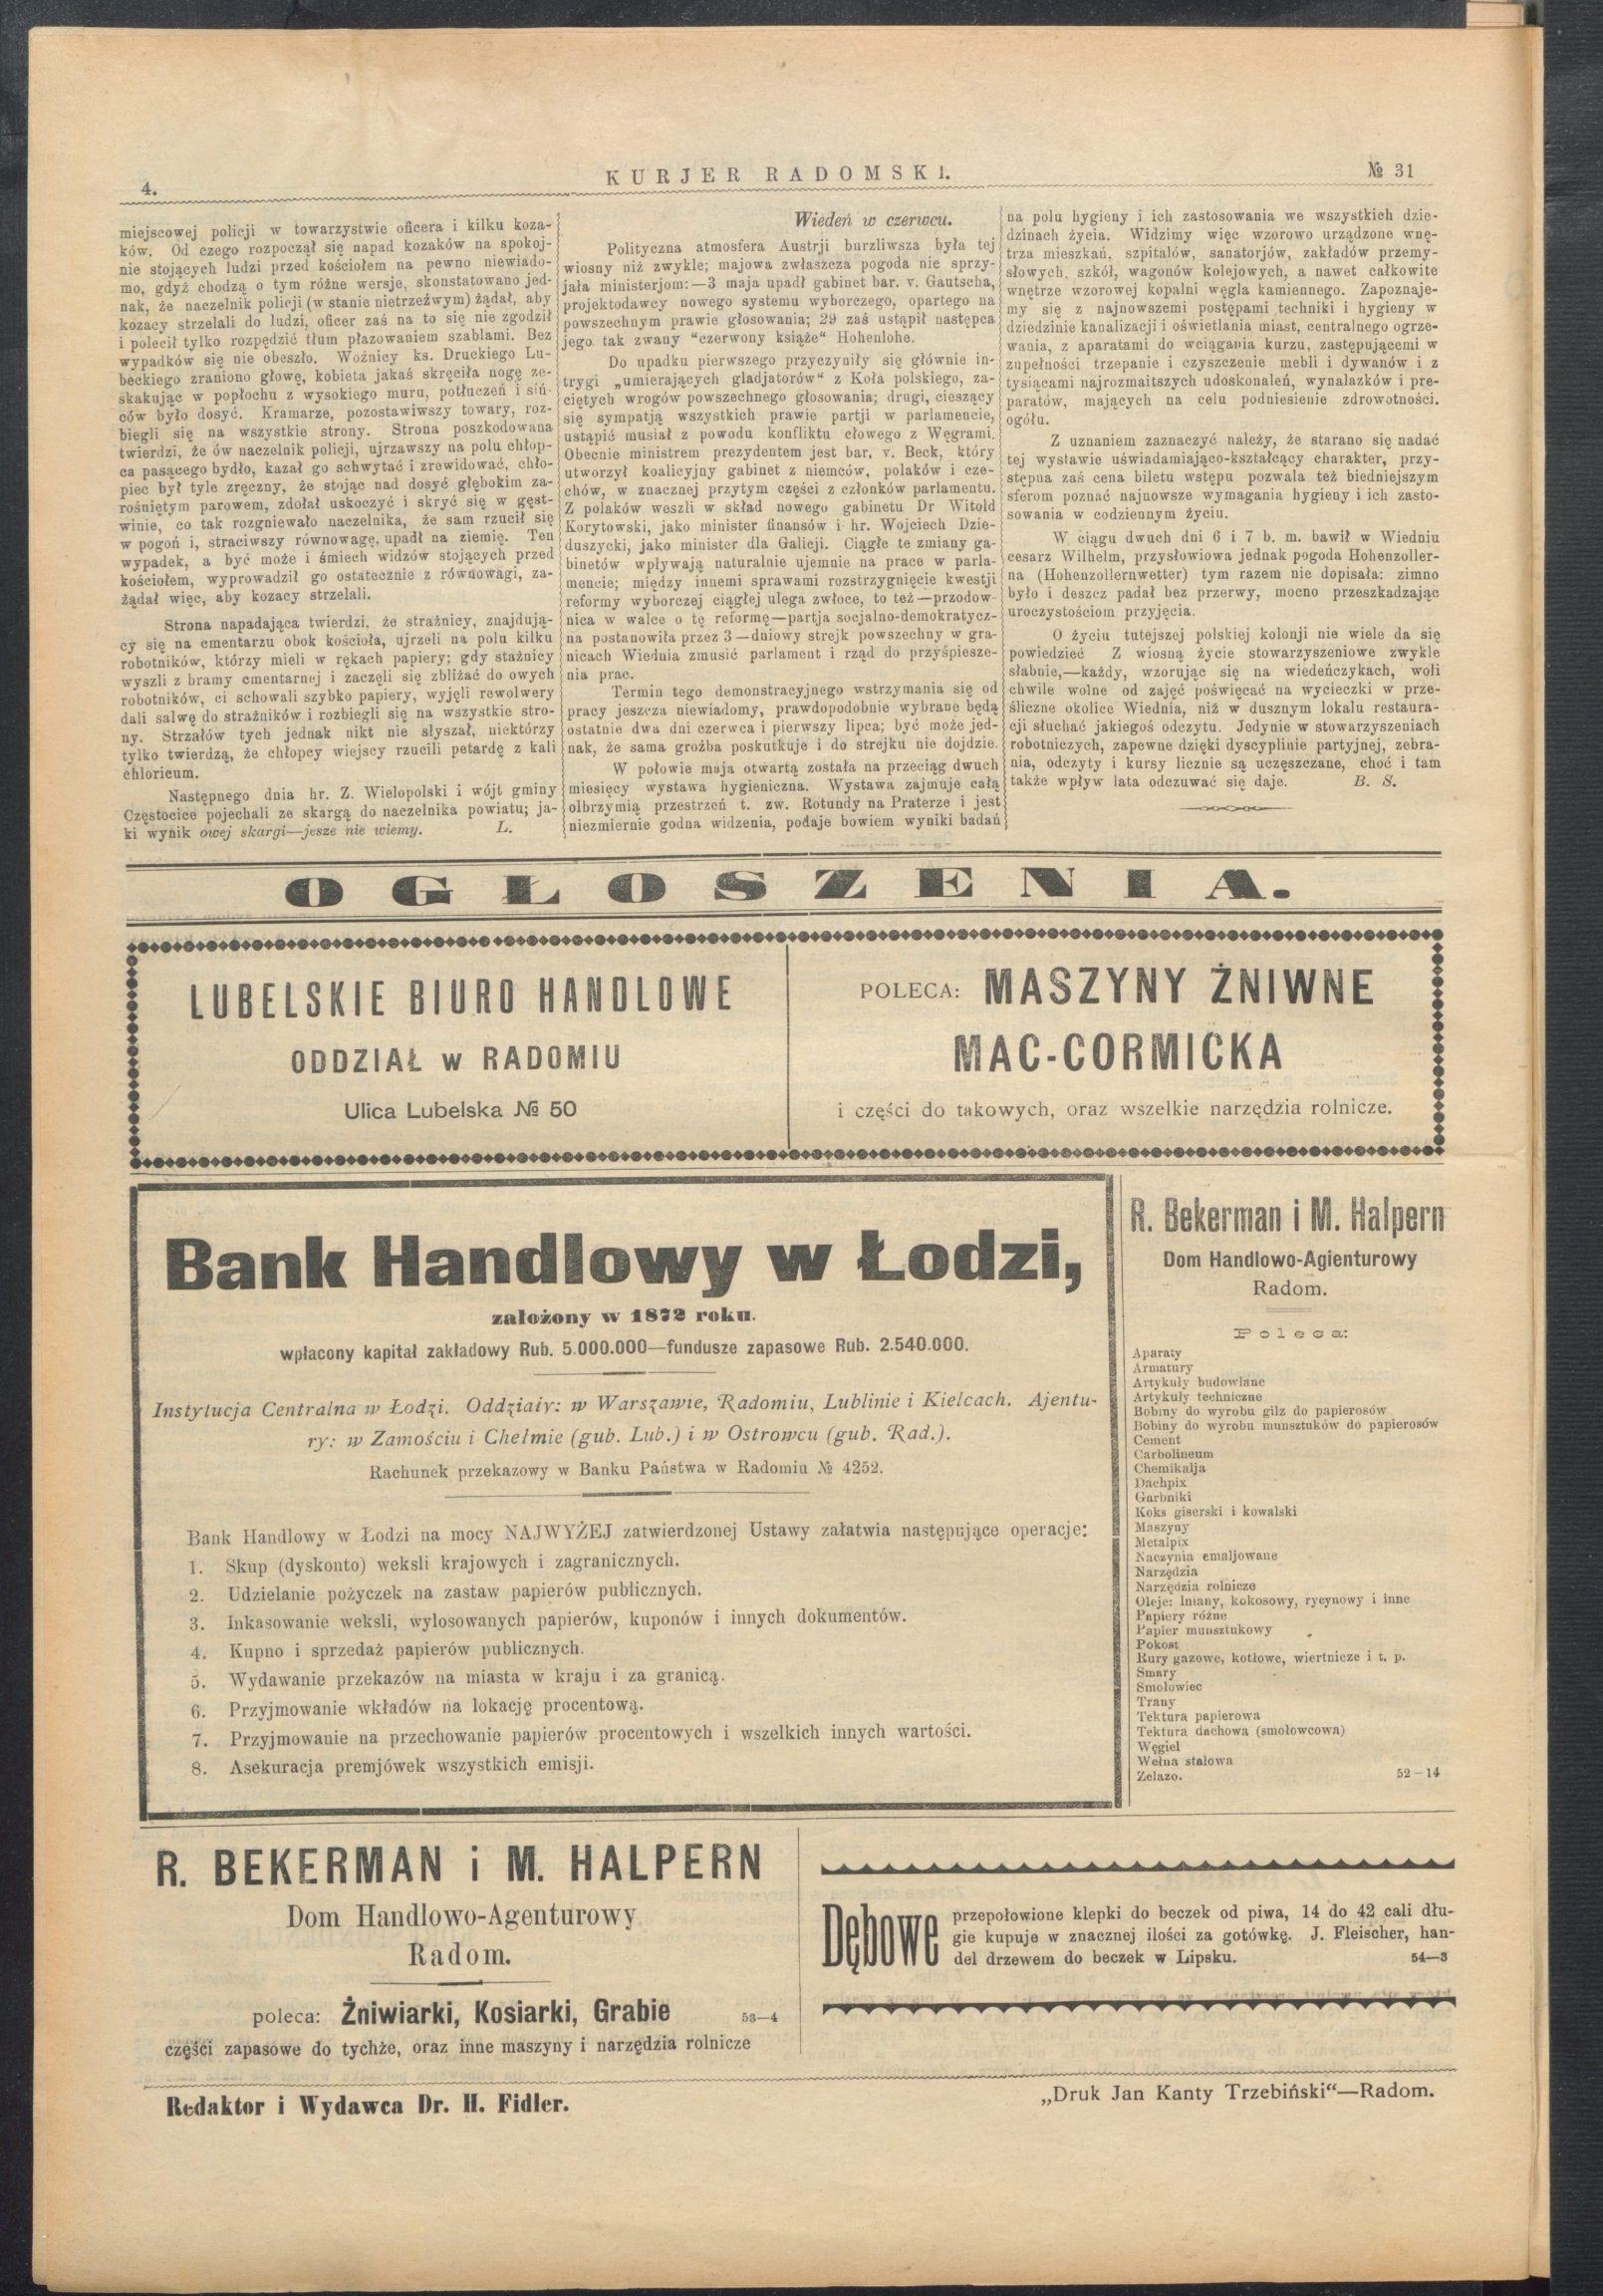 4.
KURJER RADOMSKI.
№ 31
miejscowej policji w towarzystwie oficera i kilku koza-
ków. Od czego rozpoczął się napad kozaków na spokoj-
nie stojących ludzi przed kościołem na pewno niewiado-
mo, gdyż chodzą o tym różne wersje, skonstatowano jed-
nak, że naczelnik policji (w stanie nietrzeźwym) żądał, aby
kozacy strzelali do ludzi, oficer zaś na to się nie zgodził
i polecił tylko rozpędzić tłum płazowaniem szablami. Bez
wypadków się nie obeszło. Woźnicy ks. Druckiego Lu-
beckiego zraniono głowę, kobieta jakaś skręciła nogę ze-
skakując w popłochu z wysokiego muru, potłuczeń i siń-
ców było dosyć. Kramarze, pozostawiwszy towary, roz-
biegli się na wszystkie strony. Strona poszkodowana
twierdzi, że ów naczelnik policji, ujrzawszy na polu chłop-
ca pasącego bydło, kazał go schwytać i zrewidować, chło-
piec był tyle zręczny, że stojąc nad dosyć głębokim za-
rośniętym parowem, zdołał uskoczyć i skryć się w gęst-
winie, co tak rozgniewało naczelnika, że sam rzucił się
w pogoń i, straciwszy równowagę, upadł na ziemię. Ten
wypadek, a być może i śmiech widzów stojących przed
kościołem, wyprowadził go ostatecznie z równowagi, za-
żądał więc, aby kozacy strzelali.
Strona napadająca twierdzi, że strażnicy, znajdują-
cy się na cmentarzu obok kościoła, ujrzeli na polu kilku
robotników, którzy mieli w rękach papiery; gdy stażnicy
wyszli z bramy cmentarnej i zaczęli się zbliżać do owych
robotników, ci schowali szybko papiery, wyjęli rewolwery
dali salwę do strażników i rozbiegli się na wszystkie stro-
ny. Strzałów tych jednak nikt nie słyszał, niektórzy
tylko twierdzą, że chłopcy wiejscy rzucili petardę z kali
chloricum.
Następnego dnia hr. Z. Wielopolski i wójt gminy
Częstocice pojechali ze skargą do naczelnika powiatu; ja-
ki wynik owej skargi—jesze nie wiemy. L.
Wiedeń w czerwcu.
Polityczna atmosfera Austrji burzliwsza była tej
wiosny niż zwykle; majowa zwłaszcza pogoda nie sprzy-
jała ministerjom:—3 maja upadł gabinet bar. v. Gautscha,
projektodawcy nowego systemu wyborczego, opartego na
powszechnym prawie głosowania; 29 zaś ustąpił następca
jego tak zwany "czerwony książe" Hohenlohe.
Do upadku pierwszego przyczyniły się głównie in-
trygi „umierających gladjatorów" z Koła polskiego, za-
ciętych wrogów powszechnego głosowania; drugi, cieszący
się sympatją wszystkich prawie partji w parlamencie,
ustąpić musiał z powodu konfliktu cłowego z Węgrami.
Obecnie ministrem prezydentem jest bar. v. Beck, który
utworzył koalicyjny gabinet z niemców, polaków i cze-
chów, w znacznej przytym części z członków parlamentu.
Z polaków weszli w skład nowego gabinetu Dr Witold
Korytowski, jako minister finansów i hr. Wojciech Dzie-
duszycki, jako minister dla Galicji. Ciągłe te zmiany ga-
binetów wpływają naturalnie ujemnie na prace w parla-
mencie; między innemi sprawami rozstrzygnięcie kwestji
reformy wyborczej ciągłej ulega zwłoce, to też—przodow-
nica w walce o tę reformę—partja socjalno-demokratycz-
na postanowiła przez 3—dniowy strejk powszechny w gra-
nicach Wiednia zmusić parlament i rząd do przyśpiesze-
nia prac.
Termin tego demonstracyjnego wstrzymania się od
pracy jeszcza niewiadomy, prawdopodobnie wybrane będą
ostatnie dwa dni czerwca i pierwszy lipca; być może jed-
nak, że sama groźba poskutkuje i do strejku nie dojdzie.
W połowie maja otwartą została na przeciąg dwuch
miesięcy wystawa hygieniczna. Wystawa zajmuje całą
olbrzymią przestrzeń t. zw. Rotundy na Praterze i jest
niezmiernie godna widzenia, podaje bowiem wyniki badań
na polu hygieny i ich zastosowania we wszystkich dzie-
dzinach życia. Widzimy więc wzorowo urządzone wnę-
trza mieszkań, szpitalów, sanatorjów, zakładów przemy-
słowych, szkół, wagonów kolejowych, a nawet całkowite
wnętrze wzorowej kopalni węgla kamiennego. Zapoznaje-
my się z najnowszemi postępami techniki i hygieny w
dziedzinie kanalizacji i oświetlania miast, centralnego ogrze-
wania, z aparatami do wciągania kurzu, zastępującemi w
zupełności trzepanie i czyszczenie mebli i dywanów i z
tysiącami najrozmaitszych udoskonaleń, wynalazków i pre-
paratów, mających na celu podniesienie zdrowotności.
ogółu.
Z uznaniem zaznaczyć należy, że starano się nadać
tej wystawie uświadamiająco-kształcący charakter, przy-
stępna zaś cena biletu wstępu pozwala też biedniejszym
sferom poznać najnowsze wymagania hygieny i ich zasto-
sowania w codziennym życiu.
W ciągu dwuch dni 6 i 7 b. m. bawił w Wiedniu
cesarz Wilhelm, przysłowiowa jednak pogoda Hohenzoller-
na (Hohenzollernwetter) tym razem nie dopisała: zimno
było i deszcz padał bez przerwy, mocno przeszkadzając
uroczystościom przyjęcia.
O życiu tutejszej polskiej kolonji nie wiele da się
powiedzieć Z wiosną życie stowarzyszeniowe zwykle
słabnie,—każdy, wzorując się na wiedeńczykach, woli
chwile wolne od zajęć poświęcać na wycieczki w prze-
śliczne okolice Wiednia, niż w dusznym lokalu restaura-
cji słuchać jakiegoś odczytu. Jedynie w stowarzyszeniach
robotniczych, zapewne dzięki dyscyplinie partyjnej, zebra-
nia, odczyty i kursy licznie są uczęszczane, choć i tam
także wpływ lata odczuwać się daje. B. S.
OGŁOSZENIA.
LUBELSKIE BIURO HANDLOWE
ODDZIAŁ w RADOMIU
Ulica Lubelska № 50
POLECA: MASZYNY ŻNIWNE
MAC-CORMICKA
i części do takowych, oraz wszelkie narzędzia rolnicze.
Bank Handlowy w Łodzi,
założony w 1872 roku.
wpłacony kapitał zakładowy Rub. 5.000.000—fundusze zapasowe Rub. 2.540.000.
Instytucja Centralna w Łodzi. Oddziały: w Warszawie, Radomiu, Lublinie i Kielcach. Ajentu-
ry: w Zamościu i Chełmie (gub. Lub.) i w Ostrowcu (gub. Rad.).
Rachunek przekazowy w Banku Państwa w Radomiu № 4252.
Bank Handlowy w Łodzi na mocy NAJWYŻEJ zatwierdzonej Ustawy załatwia następujące operacje:
1. Skup (dyskonto) weksli krajowych i zagranicznych.
2. Udzielanie pożyczek na zastaw papierów publicznych.
3. Inkasowanie weksli, wylosowanych papierów, kuponów i innych dokumentów.
4. Kupno i sprzedaż papierów publicznych.
5. Wydawanie przekazów na miasta w kraju i za granicą.
6. Przyjmowanie wkładów na lokację procentową.
7. Przyjmowanie na przechowanie papierów procentowych i wszelkich innych wartości.
8. Asekuracja premjówek wszystkich emisji.
R. Bekerman i M. Halpern
Dom Handlowo-Agienturowy
Radom.
Poleca:
Aparaty
Armatury
Artykuły budowlane
Artykuły techniczne
Bobiny do wyrobu gilz do papierosów
Bobiny do wyrobu munsztuków do papierosów
Cement
Carbolineum
Chemikalja
Dachpix
Garbniki
Koks giserski i kowalski
Maszyny
Metalpix
Naczynia emaljowane
Narzędzia
Narzędzia rolnicze
Oleje: lniany, kokosowy, rycynowy i inne
Papiery różne
Papier munsztukowy
Pokost
Rury gazowe, kotłowe, wiertnicze i t. p.
Smary
Smołowiec
Trany
Tektura papierowa
Tektura dachowa (smołowcowa)
Węgiel
Wełna stalowa
Żelazo. 52—14
R. BEKERMAN i M. HALPERN
Dom Handlowo-Agenturowy
Radom.
poleca: Żniwiarki, Kosiarki, Grabie 53—4
części zapasowe do tychże, oraz inne maszyny i narzędzia rolnicze
Dębowe przepołowione klepki do beczek od piwa, 14 do 42 cali dłu-
gie kupuje w znacznej ilości za gotówkę. J. Fleischer, han-
del drzewem do beczek w Lipsku. 54—3
Redaktor i Wydawca Dr. H. Fidler.
„Druk Jan Kanty Trzebiński"—Radom.